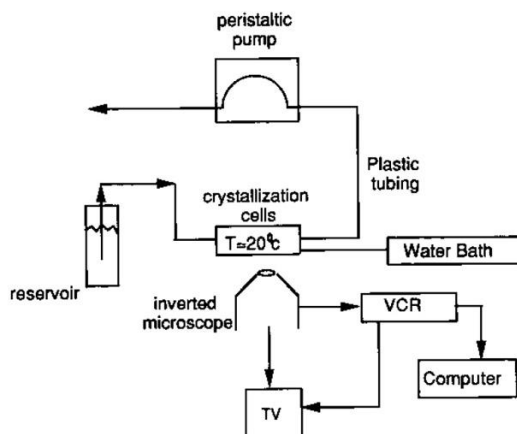 peristaltic
pump
Plastic
tubing
crystallization
cells
T=20℃
Water Bath
reservoir
inverted
microscope
VCR
Computer
TV